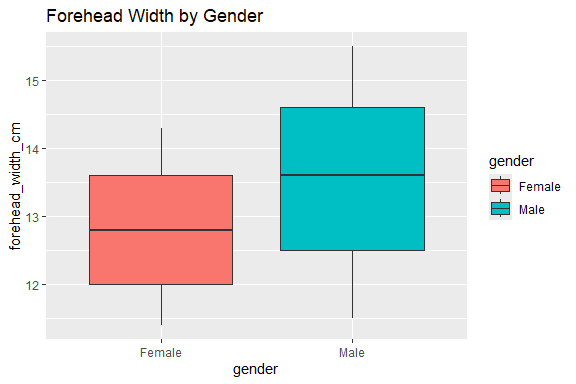 Forehead Width by Gender
forehead_width_cm
15
14
13
12
Female
Male
gender
gender
Female
Male